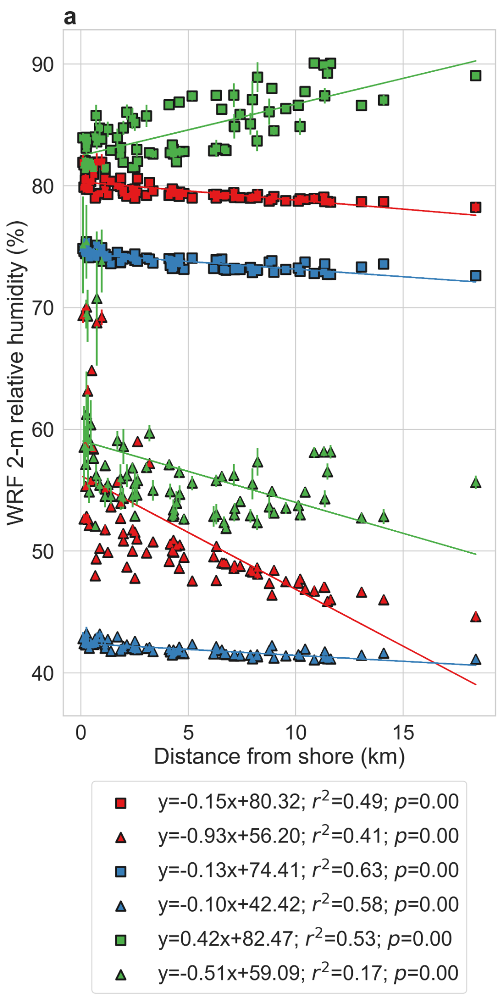 a
90
80
70
60
50
40
WRF 2-m relative humidity (%)
0 5 10 15
Distance from shore (km)
y=-0.15x+80.32; r²=0.49; p=0.00
y=-0.93x+56.20; r²=0.41; p=0.00
y=-0.13x+74.41; r²=0.63; p=0.00
y=-0.10x+42.42; r²=0.58; p=0.00
y=0.42x+82.47; r²=0.53; p=0.00
y=-0.51x+59.09; r²=0.17; p=0.00